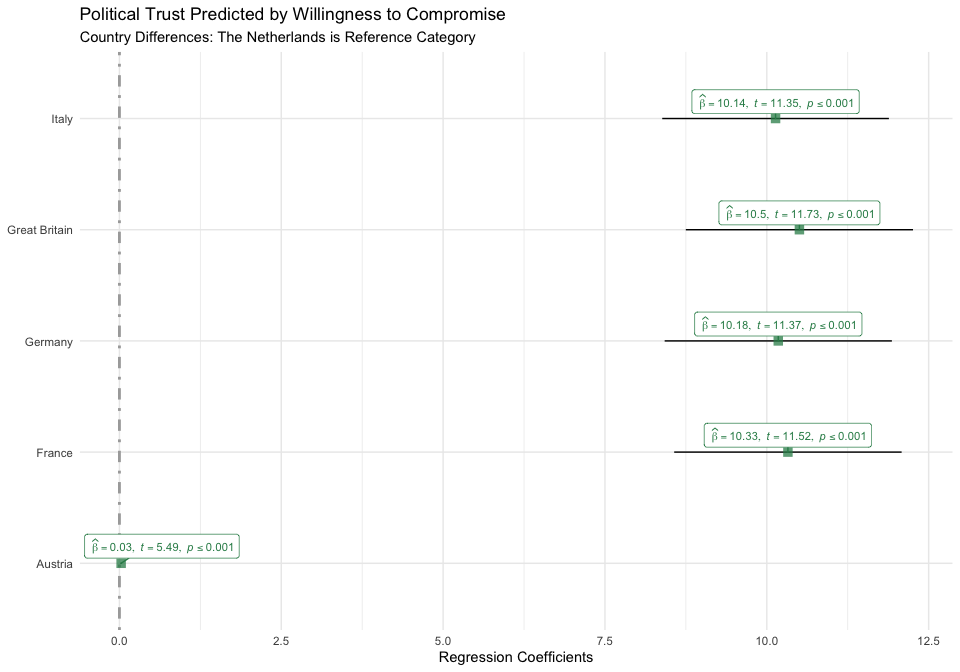 Political Trust Predicted by Willingness to Compromise
Country Differences: The Netherlands is Reference Category
Italy
β̂ = 10.14, t = 11.35, p ≤ 0.001
Great Britain
β̂ = 10.5, t = 11.73, p ≤ 0.001
Germany
β̂ = 10.18, t = 11.37, p ≤ 0.001
France
β̂ = 10.33, t = 11.52, p ≤ 0.001
Austria
β̂ = 0.03, t = 5.49, p ≤ 0.001
0.0 2.5 5.0 7.5 10.0 12.5
Regression Coefficients